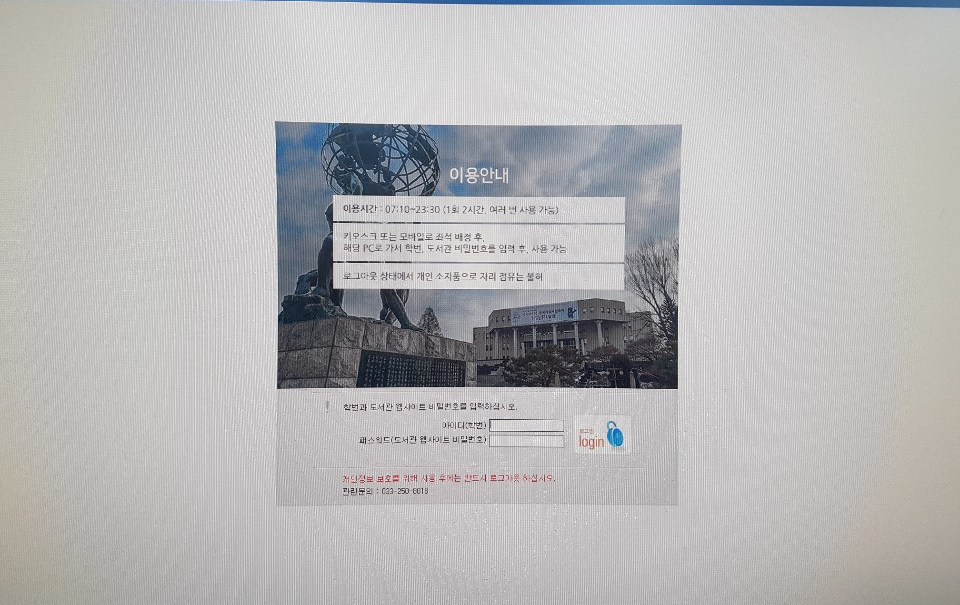 이용안내
이용시간 : 07:10~23:30 (1회 2시간, 여러 번 사용 가능)
키오스크 또는 모바일로 좌석 배정 후,
해당 PC로 가서 학번, 도서관 비밀번호를 입력 후, 사용 가능
로그아웃 상태에서 개인 소지품으로 자리 점유는 불허
! 학번과 도서관 웹사이트 비밀번호를 입력하십시오.
아이디(학번)
패스워드(도서관 웹사이트 비밀번호)
로그인
login
개인정보 보호를 위해 사용 후에는 반드시 로그아웃 하십시오.
관련문의 : 033-250-